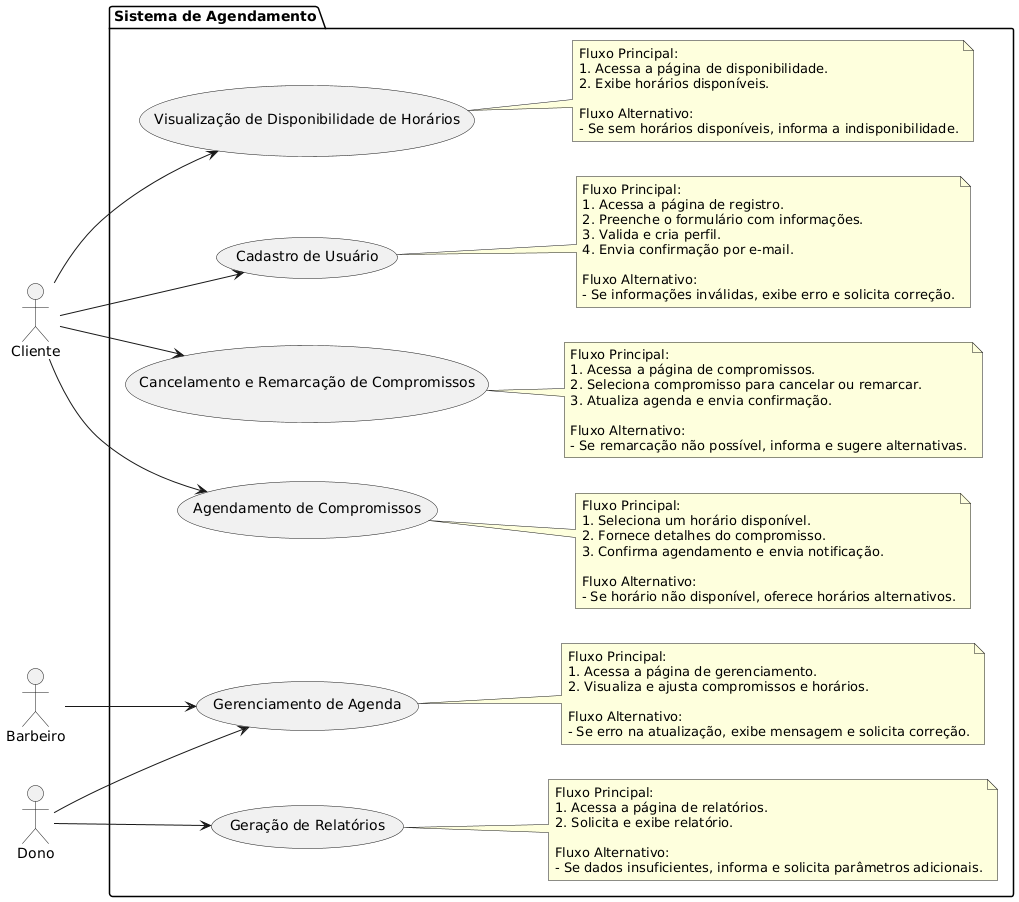 Sistema de Agendamento
Fluxo Principal:
1. Acessa a página de disponibilidade.
2. Exibe horários disponíveis.
Fluxo Alternativo:
- Se sem horários disponíveis, informa a indisponibilidade.
Visualização de Disponibilidade de Horários
Fluxo Principal:
1. Acessa a página de registro.
2. Preenche o formulário com informações.
3. Valida e cria perfil.
4. Envia confirmação por e-mail.
Fluxo Alternativo:
- Se informações inválidas, exibe erro e solicita correção.
Cadastro de Usuário
Cliente
Fluxo Principal:
1. Acessa a página de compromissos.
2. Seleciona compromisso para cancelar ou remarcar.
3. Atualiza agenda e envia confirmação.
Fluxo Alternativo:
- Se remarcação não possível, informa e sugere alternativas.
Cancelamento e Remarcação de Compromissos
Fluxo Principal:
1. Seleciona um horário disponível.
2. Fornece detalhes do compromisso.
3. Confirma agendamento e envia notificação.
Fluxo Alternativo:
- Se horário não disponível, oferece horários alternativos.
Agendamento de Compromissos
Fluxo Principal:
1. Acessa a página de gerenciamento.
2. Visualiza e ajusta compromissos e horários.
Fluxo Alternativo:
- Se erro na atualização, exibe mensagem e solicita correção.
Gerenciamento de Agenda
Barbeiro
Fluxo Principal:
1. Acessa a página de relatórios.
2. Solicita e exibe relatório.
Fluxo Alternativo:
- Se dados insuficientes, informa e solicita parâmetros adicionais.
Geração de Relatórios
Dono